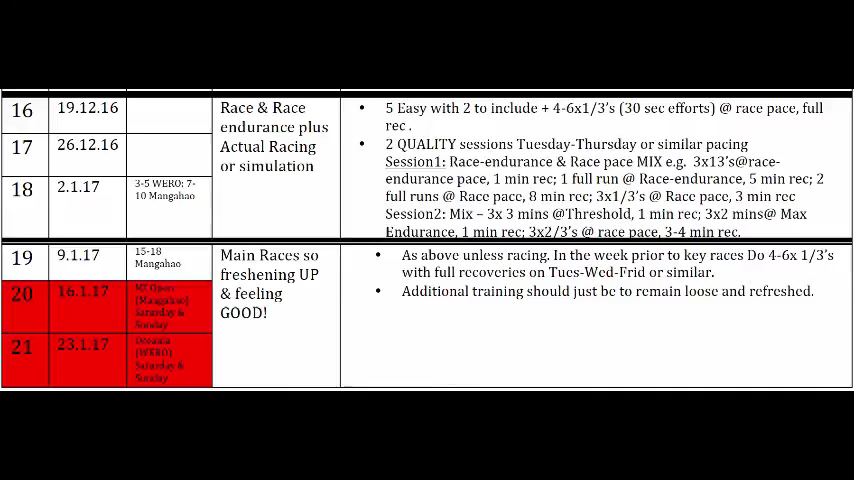 16
19.12.16
17
26.12.16
18
2.1.17
3-5 WERO; 7-
10 Mangahao
Race & Race
endurance plus
Actual Racing
or simulation
• 5 Easy with 2 to include + 4-6x1/3's (30 sec efforts) @ race pace, full
rec .
• 2 QUALITY sessions Tuesday-Thursday or similar pacing
Session1: Race-endurance & Race pace MIX e.g. 3x13's@race-
endurance pace, 1 min rec; 1 full run @ Race-endurance, 5 min rec; 2
full runs @ Race pace, 8 min rec; 3x1/3's @ Race pace, 3 min rec
Session2: Mix – 3x 3 mins @Threshold, 1 min rec; 3x2 mins@ Max
Endurance, 1 min rec; 3x2/3's @ race pace, 3-4 min rec.
19
9.1.17
15-18
Mangahao
20
16.1.17
NZ Open
(Mangahao)
Saturday &
Sunday
21
23.1.17
Oceania
(WERO)
Saturday &
Sunday
Main Races so
freshening UP
& feeling
GOOD!
• As above unless racing. In the week prior to key races Do 4-6x 1/3's
with full recoveries on Tues-Wed-Frid or similar.
• Additional training should just be to remain loose and refreshed.